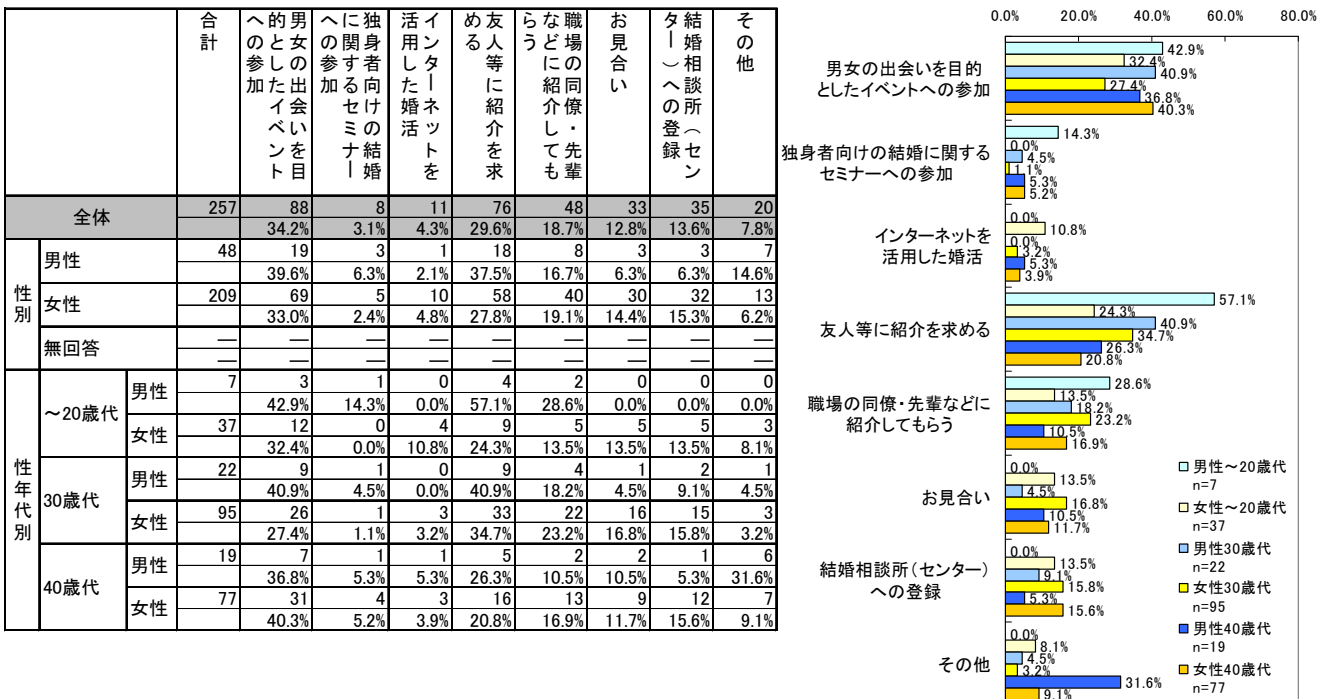 合計
男女の出会いを目
的としたイベント
への参加
独身者向けの結婚
に関するセミナー
への参加
インターネットを
活用した婚活
友人等に紹介を求
める
職場の同僚・先輩
などに紹介しても
らう
お見合い
結婚相談所(セン
ター)への登録
その他
全体
257 88 8 11 76 48 33 35 20
34.2% 3.1% 4.3% 29.6% 18.7% 12.8% 13.6% 7.8%
性別
男性
48 19 3 1 18 8 3 3 7
39.6% 6.3% 2.1% 37.5% 16.7% 6.3% 6.3% 14.6%
女性
209 69 5 10 58 40 30 32 13
33.0% 2.4% 4.8% 27.8% 19.1% 14.4% 15.3% 6.2%
無回答
― ― ― ― ― ― ― ― ―
― ― ― ― ― ― ― ― ―
性年代別
~20歳代
男性
7 3 1 0 4 2 0 0 0
42.9% 14.3% 0.0% 57.1% 28.6% 0.0% 0.0% 0.0%
女性
37 12 0 4 9 5 5 5 3
32.4% 0.0% 10.8% 24.3% 13.5% 13.5% 13.5% 8.1%
30歳代
男性
22 9 1 0 9 4 1 2 1
40.9% 4.5% 0.0% 40.9% 18.2% 4.5% 9.1% 4.5%
女性
95 26 1 3 33 22 16 15 3
27.4% 1.1% 3.2% 34.7% 23.2% 16.8% 15.8% 3.2%
40歳代
男性
19 7 1 1 5 2 2 1 6
36.8% 5.3% 5.3% 26.3% 10.5% 10.5% 5.3% 31.6%
女性
77 31 4 3 16 13 9 12 7
40.3% 5.2% 3.9% 20.8% 16.9% 11.7% 15.6% 9.1%
0.0% 20.0% 40.0% 60.0% 80.0%
男女の出会いを目的
としたイベントへの参加
42.9%
32.4%
40.9%
27.4%
36.8%
40.3%
独身者向けの結婚に関する
セミナーへの参加
14.3%
0.0%
4.5%
1.1%
5.3%
5.2%
インターネットを
活用した婚活
0.0%
10.8%
0.0%
3.2%
5.3%
3.9%
友人等に紹介を求める
57.1%
24.3%
40.9%
34.7%
26.3%
20.8%
職場の同僚・先輩などに
紹介してもらう
28.6%
13.5%
18.2%
23.2%
10.5%
16.9%
お見合い
0.0%
13.5%
4.5%
16.8%
10.5%
11.7%
結婚相談所(センター)
への登録
0.0%
13.5%
9.1%
15.8%
5.3%
15.6%
その他
0.0%
8.1%
4.5%
3.2%
31.6%
9.1%
男性~20歳代
n=7
女性~20歳代
n=37
男性30歳代
n=22
女性30歳代
n=95
男性40歳代
n=19
女性40歳代
n=77